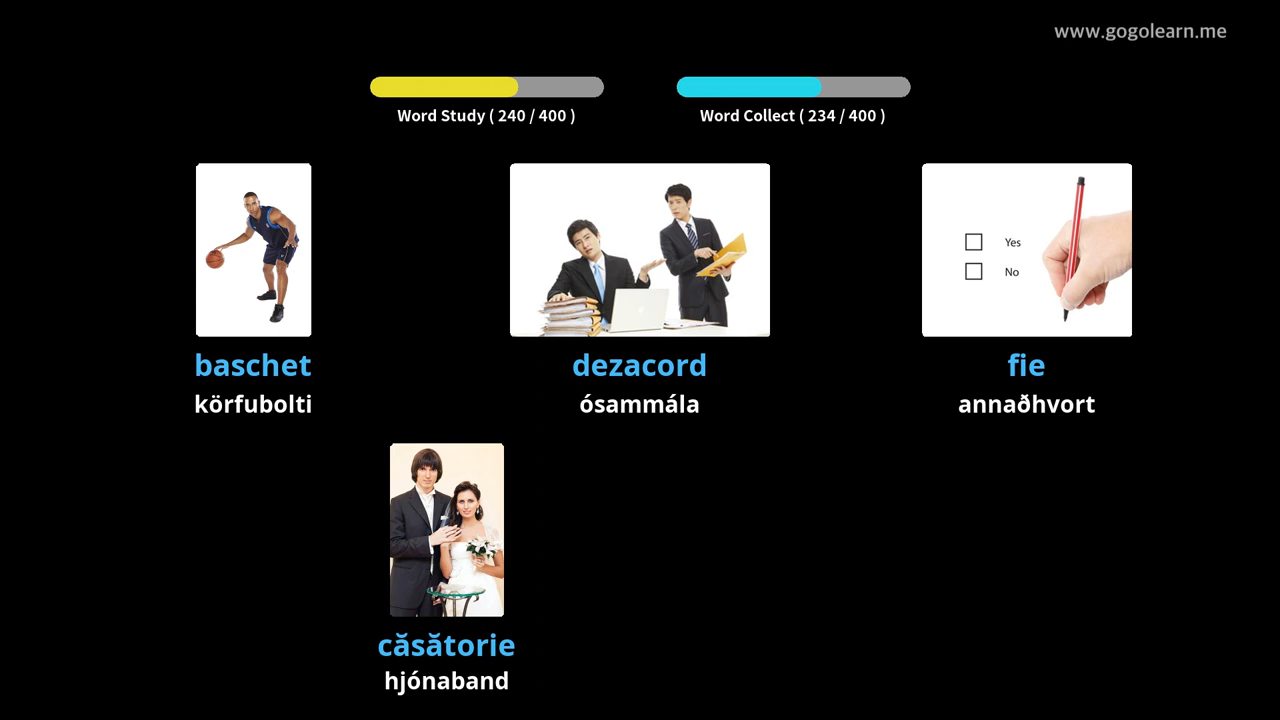 www.gogolearn.me
Word Study ( 240 / 400 )
Word Collect ( 234 / 400 )
Yes
No
baschet
körfubolti
dezacord
ósammála
fie
annaðhvort
căsătorie
hjónaband